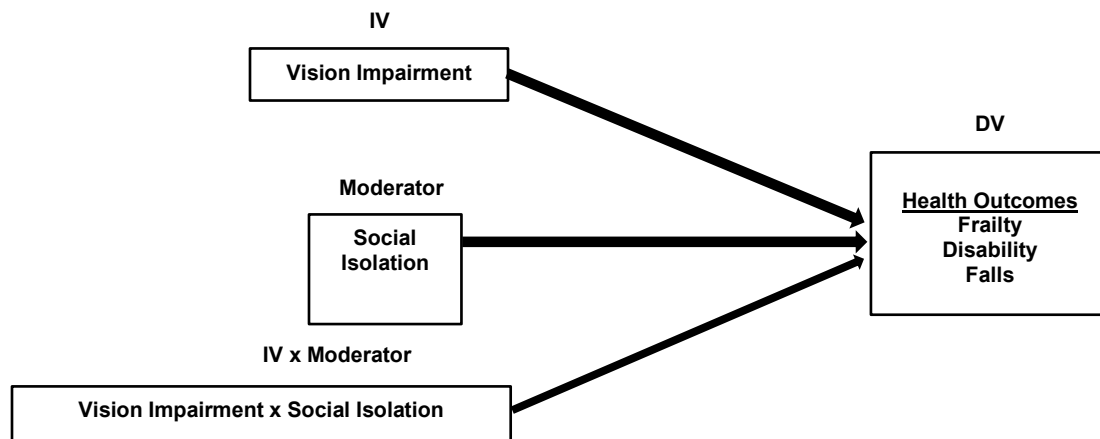 IV
Vision Impairment
DV
Health Outcomes
Frailty
Disability
Falls
Moderator
Social
Isolation
IV x Moderator
Vision Impairment x Social Isolation